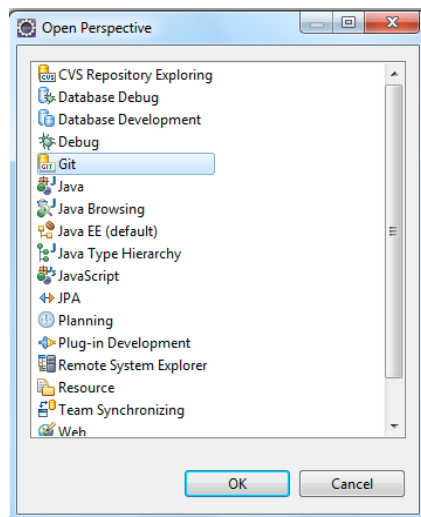 Open Perspective
CVS Repository Exploring
Database Debug
Database Development
Debug
GIT Git
Java
Java Browsing
Java EE (default)
Java Type Hierarchy
JavaScript
JPA
Planning
Plug-in Development
Remote System Explorer
Resource
Team Synchronizing
Web
OK Cancel